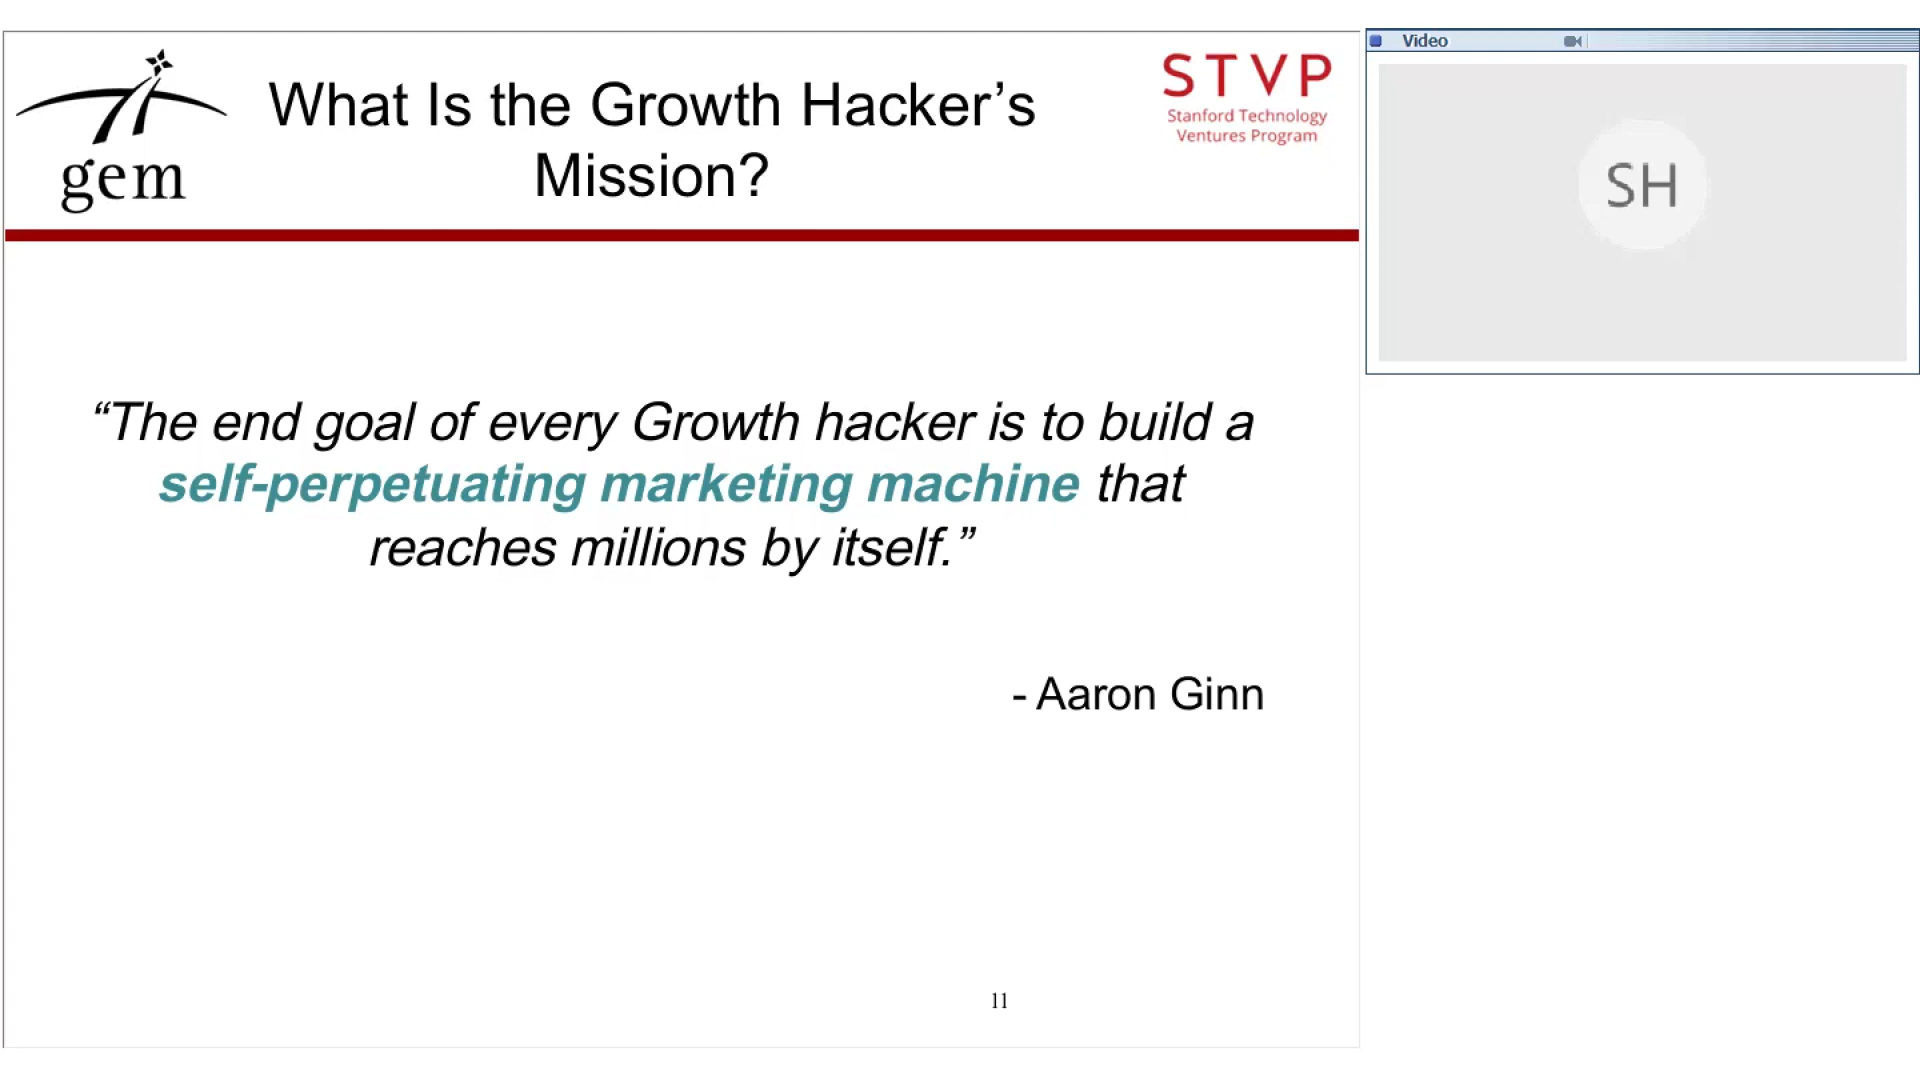 gem
What Is the Growth Hacker’s
Mission?
STVP
Stanford Technology
Ventures Program
“The end goal of every Growth hacker is to build a
self-perpetuating marketing machine that
reaches millions by itself.”
- Aaron Ginn
11
Video
SH